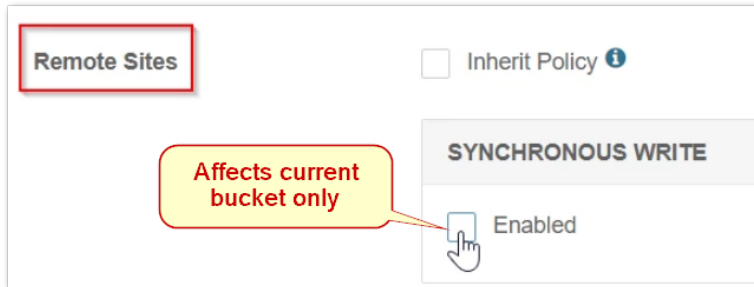 Remote Sites
Inherit Policy
SYNCHRONOUS WRITE
Affects current
bucket only
Enabled